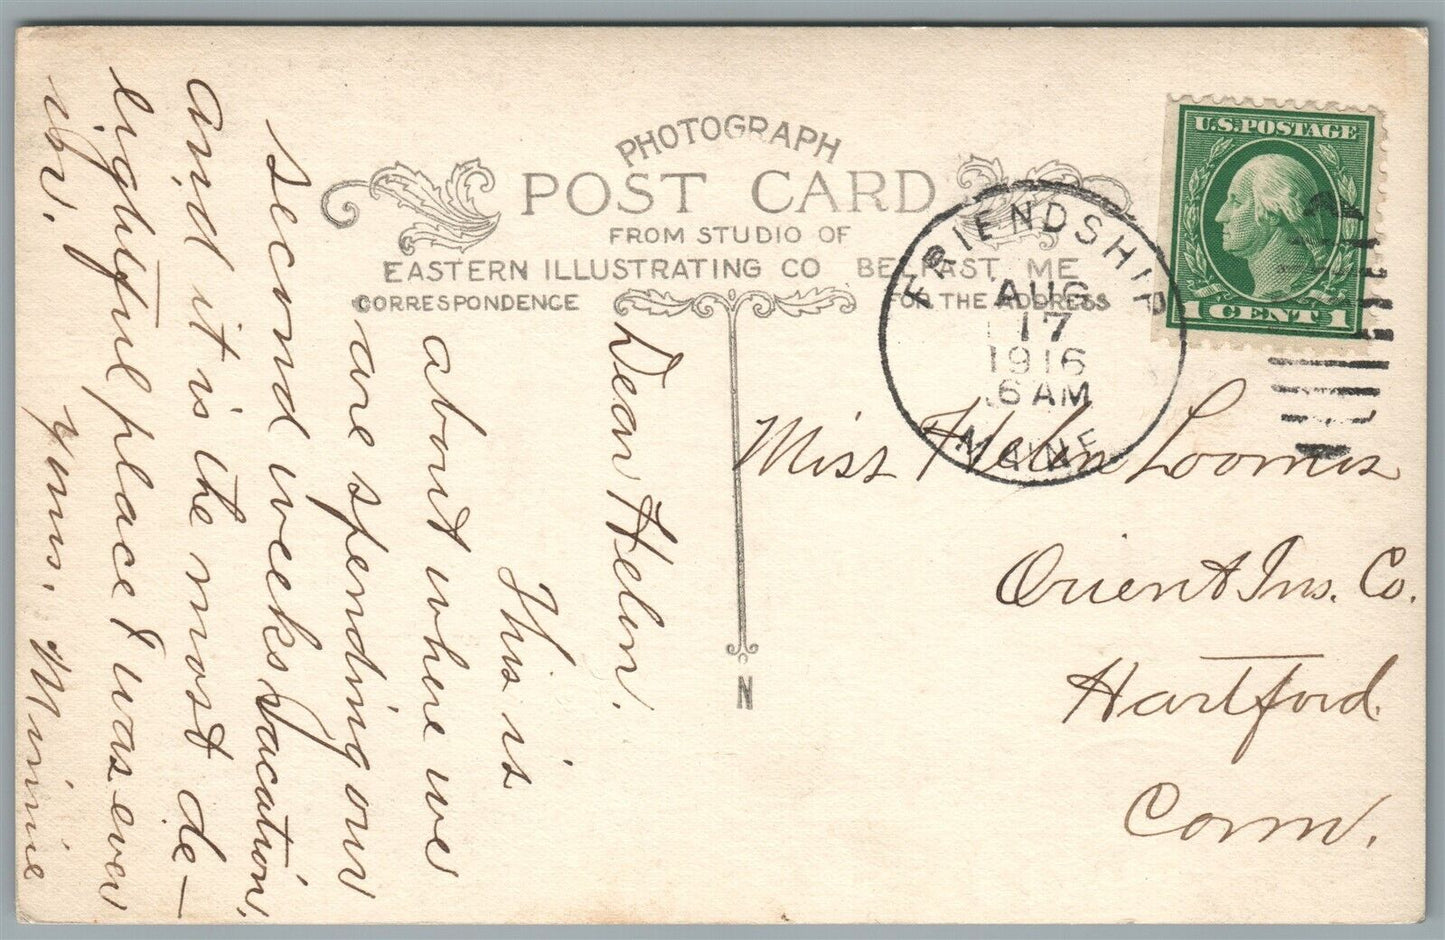 PHOTOGRAPH
POST CARD
FROM STUDIO OF
EASTERN ILLUSTRATING CO BELFAST, ME
CORRESPONDENCE
FOR THE ADDRESS
U.S. POSTAGE
1 CENT 1
FRIENDSHIP
AUG
17
1916
6 AM
MAINE
Dear Helen.
This is
about where we
are spending our
second weeks vacation,
and it is the most de-
lightful place I was ever
in.
Yours. Minnie
Miss Helen Loomis
Orient Ins. Co.
Hartford.
Conn.
N